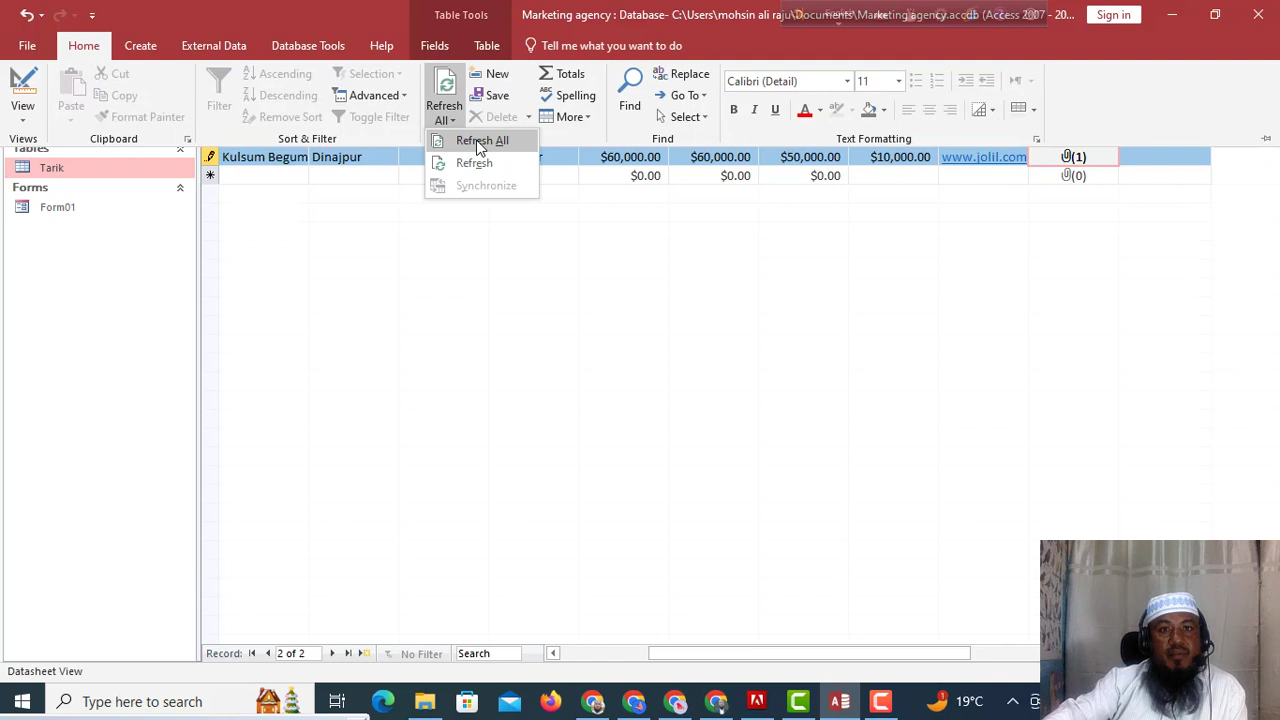 Table Tools
Marketing agency : Database- C:\Users\mohsin ali raju\Documents\Marketing agency.accdb (Access 2007 - 20...
Sign in
File Home Create External Data Database Tools Help Fields Table Tell me what you want to do
View
Views
Paste
Cut
Copy
Format Painter
Clipboard
Filter
Ascending
Descending
Remove Sort
Selection
Advanced
Toggle Filter
Sort & Filter
Refresh
All
New
Save
Delete
Totals
Spelling
More
Find
Replace
Go To
Select
Find
Calibri (Detail) 11
B I U A
Text Formatting
Refresh All
Refresh
Synchronize
Tables
Tarik
Forms
Form01
Kulsum Begum Dinajpur $60,000.00 $60,000.00 $50,000.00 $10,000.00 www.jolil.com (1)
$0.00 $0.00 $0.00 (0)
Record: 2 of 2 No Filter Search
Datasheet View
Type here to search
19°C